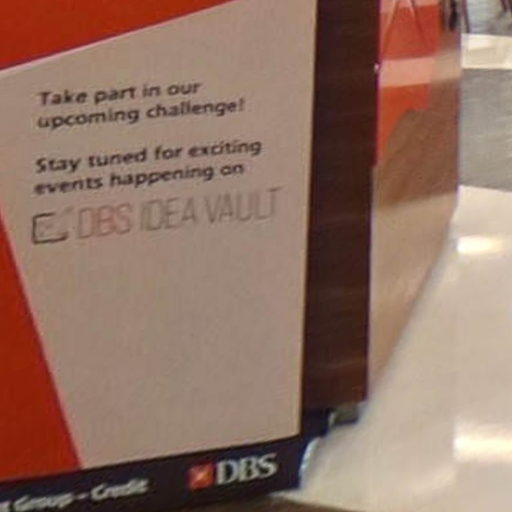 Take part in our
upcoming challenge!
Stay tuned for exciting
events happening on
DBS IDEA VAULT
Group - Credit
DBS